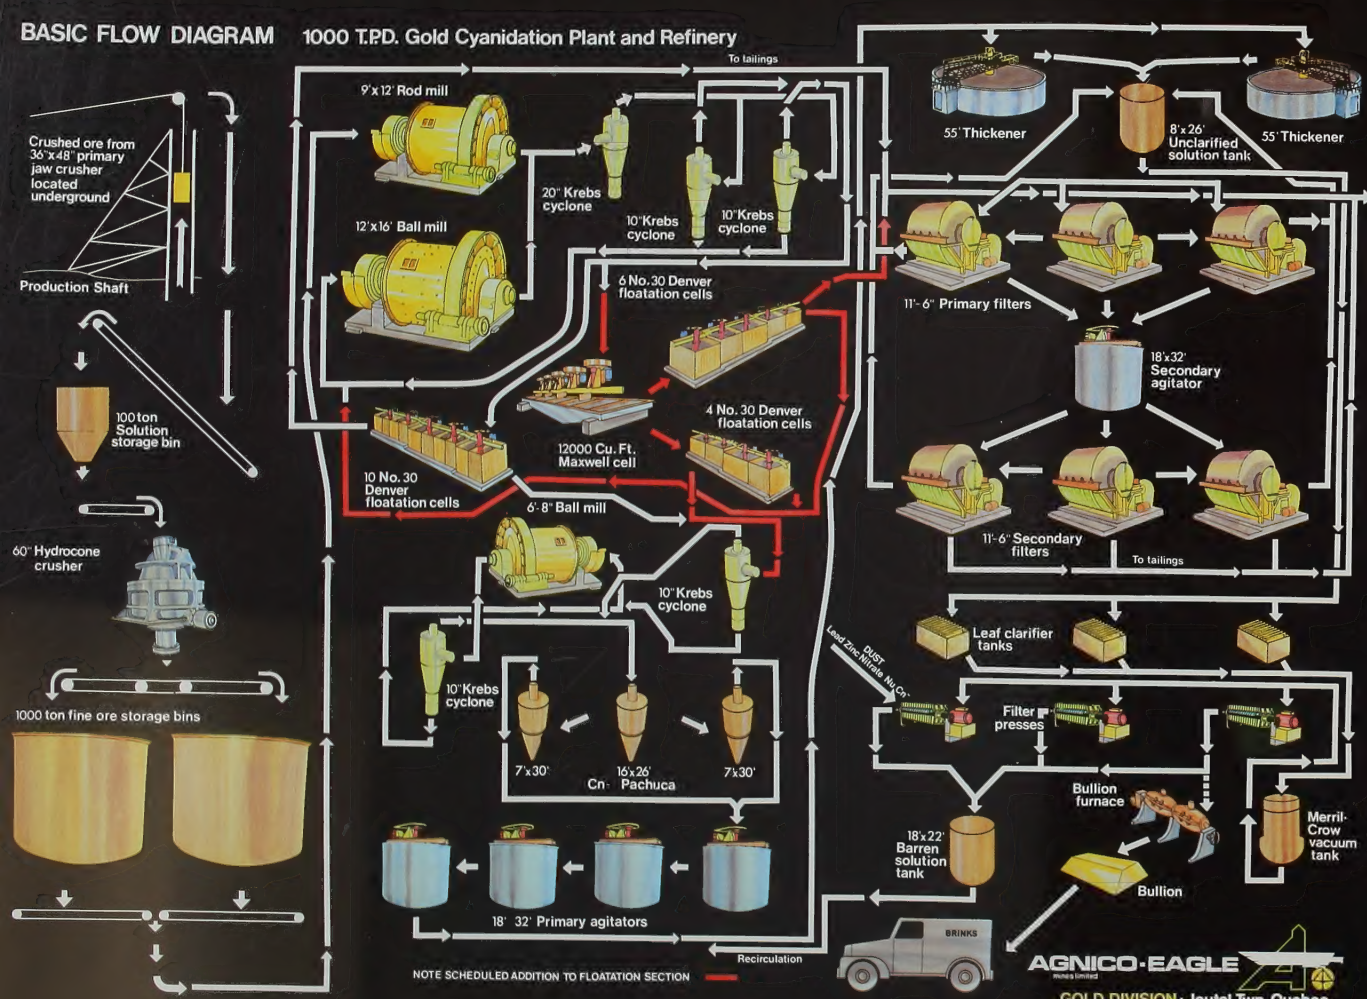 BASIC FLOW DIAGRAM
1000 T.P.D. Gold Cyanidation Plant and Refinery
To tailings
9'x12' Rod mill
Crushed ore from
36"x48" primary
jaw crusher
located
underground
Production Shaft
12'x16' Ball mill
20" Krebs
cyclone
10" Krebs
cyclone
10" Krebs
cyclone
6 No. 30 Denver
floatation cells
55' Thickener
8'x 26'
Unclarified
solution tank
55' Thickener
11'-6" Primary filters
18'x32'
Secondary
agitator
100 ton
Solution
storage bin
4 No. 30 Denver
floatation cells
12000 Cu. Ft.
Maxwell cell
10 No. 30
Denver
floatation cells
6'-8" Ball mill
11'-6" Secondary
filters
To tailings
60" Hydrocone
crusher
10" Krebs
cyclone
Leaf clarifier
tanks
DUST
Lead Zinc Nitrate Nu Cn-
10" Krebs
cyclone
Filter
presses
1000 ton fine ore storage bins
7'x30'
16'x26'
7'x30'
Cn- Pachuca
Bullion
furnace
Merril-
Crow
vacuum
tank
18'x 22'
Barren
solution
tank
Bullion
18' 32' Primary agitators
BRINKS
Recirculation
NOTE SCHEDULED ADDITION TO FLOATATION SECTION
AGNICO-EAGLE
mines limited
GOLD DIVISION